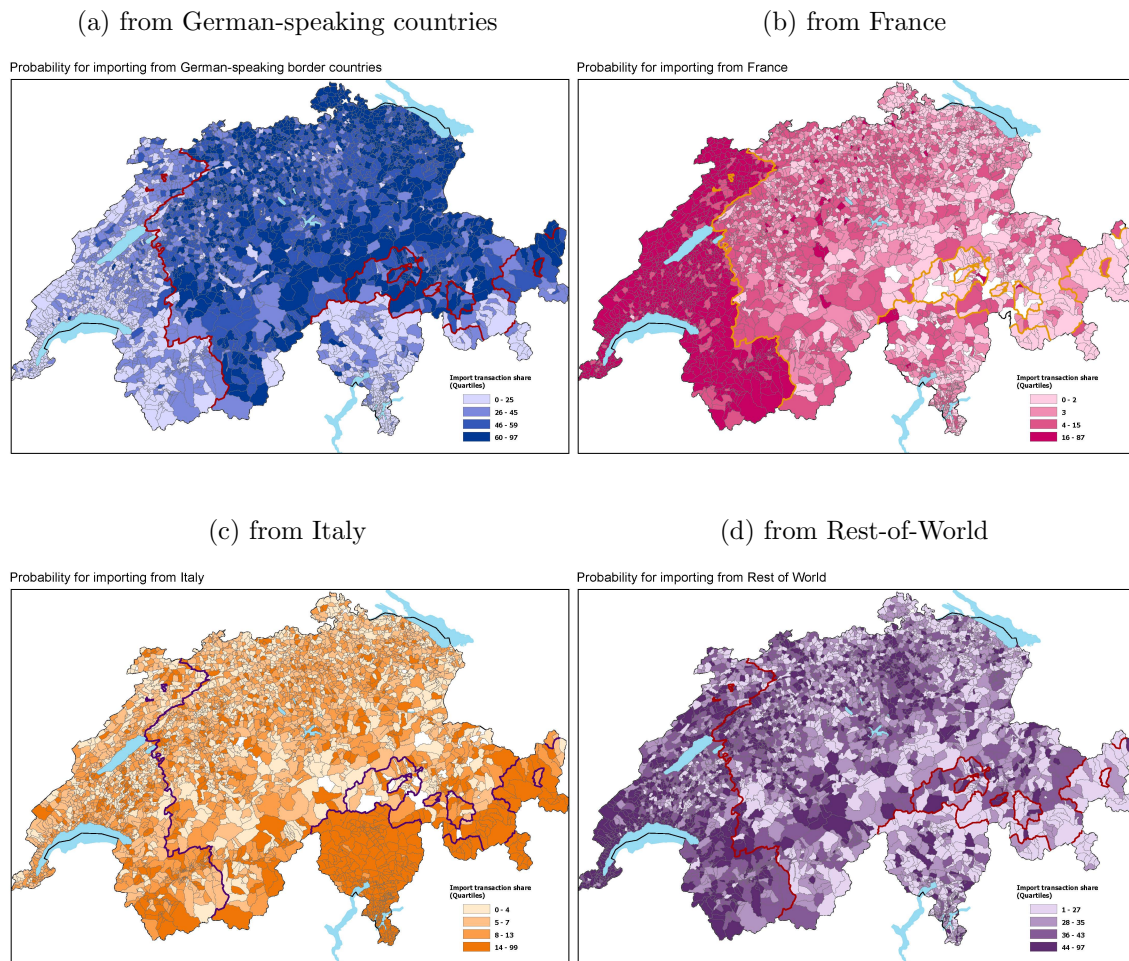 (a) from German-speaking countries
Probability for importing from German-speaking border countries
Import transaction share
(Quartiles)
0 - 25
26 - 45
46 - 59
60 - 97
(b) from France
Probability for importing from France
Import transaction share
(Quartiles)
0 - 2
3
4 - 15
16 - 87
(c) from Italy
Probability for importing from Italy
Import transaction share
(Quartiles)
0 - 4
5 - 7
8 - 13
14 - 99
(d) from Rest-of-World
Probability for importing from Rest of World
Import transaction share
(Quartiles)
1 - 27
28 - 35
36 - 43
44 - 97